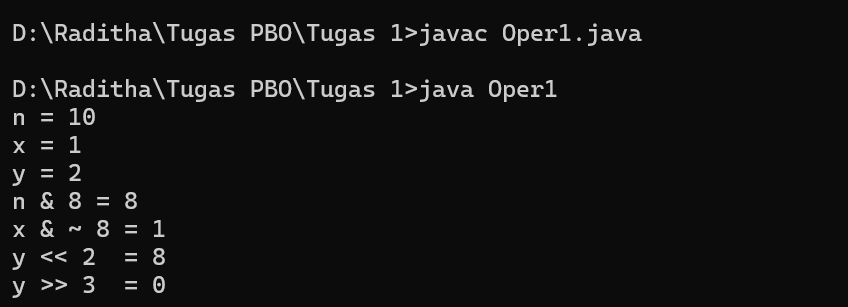 D:\Raditha\Tugas PBO\Tugas 1>javac Oper1.java
D:\Raditha\Tugas PBO\Tugas 1>java Oper1
n = 10
x = 1
y = 2
n & 8 = 8
x & ~ 8 = 1
y << 2  = 8
y >> 3  = 0